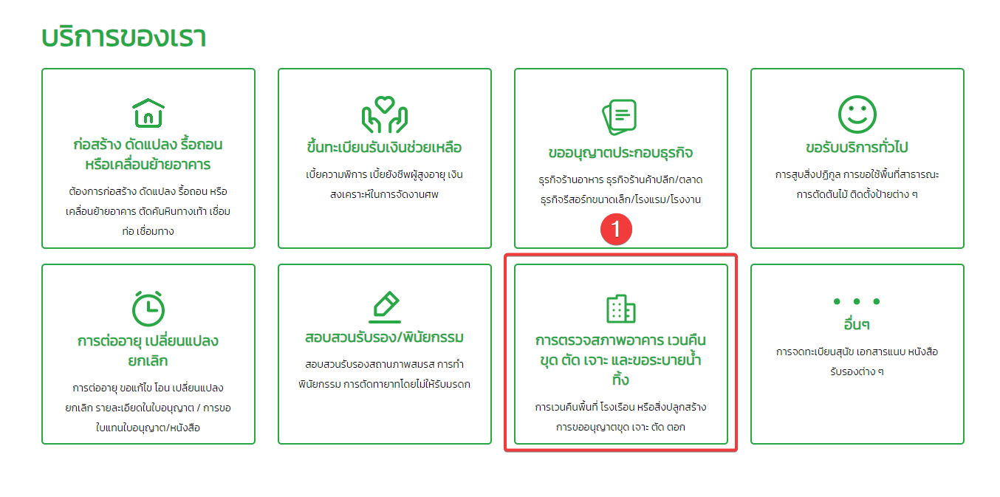 บริการของเรา
ก่อสร้าง ดัดแปลง รื้อถอน
หรือเคลื่อนย้ายอาคาร
ต้องการก่อสร้าง ดัดแปลง รื้อถอน หรือ
เคลื่อนย้ายอาคาร ตัดคันหินทางเท้า เชื่อม
ท่อ เชื่อมทาง
ขึ้นทะเบียนรับเงินช่วยเหลือ
เบี้ยความพิการ เบี้ยยังชีพผู้สูงอายุ เงิน
สงเคราะห์ในการจัดงานศพ
ขออนุญาตประกอบธุรกิจ
ธุรกิจร้านอาหาร ธุรกิจร้านค้าปลีก/ตลาด
ธุรกิจรีสอร์ทขนาดเล็ก/โรงแรม/โรงงาน
ขอรับบริการทั่วไป
การสูบสิ่งปฏิกูล การขอใช้พื้นที่สาธารณะ
การตัดต้นไม้ ติดตั้งป้ายต่าง ๆ
การต่ออายุ เปลี่ยนแปลง
ยกเลิก
การต่ออายุ ขอแก้ไข โอน เปลี่ยนแปลง
ยกเลิก รายละเอียดในใบอนุญาต / การขอ
ใบแทนใบอนุญาต/หนังสือ
สอบสวนรับรอง/พินัยกรรม
สอบสวนรับรองสถานภาพสมรส การทำ
พินัยกรรม การตัดทายาทโดยไม่ให้รับมรดก
1
การตรวจสภาพอาคาร เวนคืน
ขุด ตัด เจาะ และขอระบายน้ำ
ทิ้ง
การเวนคืนพื้นที่ โรงเรือน หรือสิ่งปลูกสร้าง
การขออนุญาตขุด เจาะ ตัด ตอก
อื่นๆ
การจดทะเบียนสุนัข เอกสารแนบ หนังสือ
รับรองต่าง ๆ